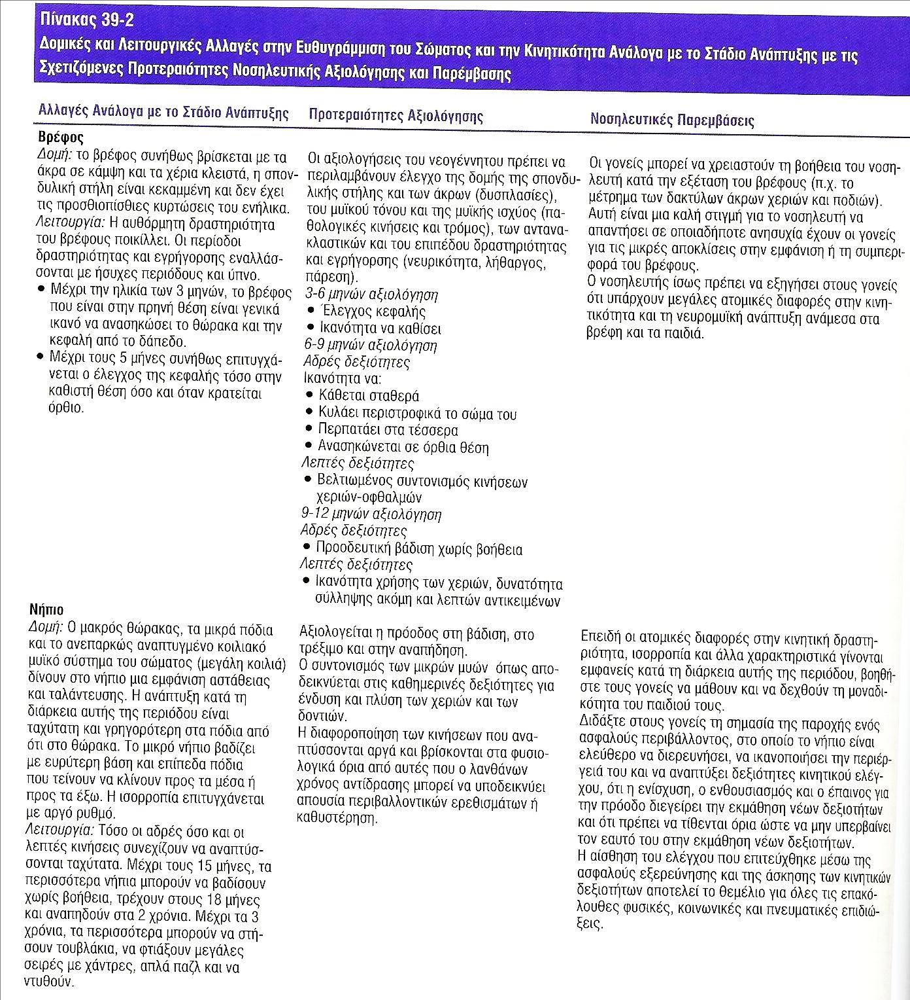 Πίνακας 39-2
Δομικές και Λειτουργικές Αλλαγές στην Ευθυγράμμιση του Σώματος και την Κινητικότητα Ανάλογα με το Στάδιο Ανάπτυξης με τις
Σχετιζόμενες Προτεραιότητες Νοσηλευτικής Αξιολόγησης και Παρέμβασης
Αλλαγές Ανάλογα με το Στάδιο Ανάπτυξης
Βρέφος
Δομή: το βρέφος συνήθως βρίσκεται με τα
άκρα σε κάμψη και τα χέρια κλειστά, η σπον-
δυλική στήλη είναι κεκαμμένη και δεν έχει
τις προσθιοπίσθιες κυρτώσεις του ενήλικα.
Λειτουργία: Η αυθόρμητη δραστηριότητα
του βρέφους ποικίλλει. Οι περίοδοι
δραστηριότητας και εγρήγορσης εναλλάσ-
σονται με ήσυχες περιόδους και ύπνο.
• Μέχρι την ηλικία των 3 μηνών, το βρέφος
που είναι στην πρηνή θέση είναι γενικά
ικανό να ανασηκώσει το θώρακα και την
κεφαλή από το δάπεδο.
• Μέχρι τους 5 μήνες συνήθως επιτυγχά-
νεται ο έλεγχος της κεφαλής τόσο στην
καθιστή θέση όσο και όταν κρατείται
όρθιο.
Προτεραιότητες Αξιολόγησης
Οι αξιολογήσεις του νεογέννητου πρέπει να
περιλαμβάνουν έλεγχο της δομής της σπονδυ-
λικής στήλης και των άκρων (δυσπλασίες),
του μυϊκού τόνου και της μυϊκής ισχύος (πα-
θολογικές κινήσεις και τρόμος), των αντανα-
κλαστικών και του επιπέδου δραστηριότητας
και εγρήγορσης (νευρικότητα, λήθαργος,
πάρεση).
3-6 μηνών αξιολόγηση
• Έλεγχος κεφαλής
• Ικανότητα να καθίσει
6-9 μηνών αξιολόγηση
Αδρές δεξιότητες
Ικανότητα να:
• Κάθεται σταθερά
• Κυλάει περιστροφικά το σώμα του
• Περπατάει στα τέσσερα
• Ανασηκώνεται σε όρθια θέση
Λεπτές δεξιότητες
• Βελτιωμένος συντονισμός κινήσεων
χεριών-οφθαλμών
9-12 μηνών αξιολόγηση
Αδρές δεξιότητες
• Προοδευτική βάδιση χωρίς βοήθεια
Λεπτές δεξιότητες
• Ικανότητα χρήσης των χεριών, δυνατότητα
σύλληψης ακόμη και λεπτών αντικειμένων
Νοσηλευτικές Παρεμβάσεις
Οι γονείς μπορεί να χρειαστούν τη βοήθεια του νοση-
λευτή κατά την εξέταση του βρέφους (π.χ. το
μέτρημα των δακτύλων άκρων χεριών και ποδιών).
Αυτή είναι μια καλή στιγμή για το νοσηλευτή να
απαντήσει σε οποιαδήποτε ανησυχία έχουν οι γονείς
για τις μικρές αποκλίσεις στην εμφάνιση ή τη συμπερι-
φορά του βρέφους.
Ο νοσηλευτής ίσως πρέπει να εξηγήσει στους γονείς
ότι υπάρχουν μεγάλες ατομικές διαφορές στην κινη-
τικότητα και τη νευρομυϊκή ανάπτυξη ανάμεσα στα
βρέφη και τα παιδιά.
Νήπιο
Δομή: Ο μακρός θώρακας, τα μικρά πόδια
και το ανεπαρκώς αναπτυγμένο κοιλιακό
μυϊκό σύστημα του σώματος (μεγάλη κοιλιά)
δίνουν στο νήπιο μια εμφάνιση αστάθειας
και ταλάντευσης. Η ανάπτυξη κατά τη
διάρκεια αυτής της περιόδου είναι
ταχύτατη και γρηγορότερη στα πόδια από
ότι στο θώρακα. Το μικρό νήπιο βαδίζει
με ευρύτερη βάση και επίπεδα πόδια
που τείνουν να κλίνουν προς τα μέσα ή
προς τα έξω. Η ισορροπία επιτυγχάνεται
με αργό ρυθμό.
Λειτουργία: Τόσο οι αδρές όσο και οι
λεπτές κινήσεις συνεχίζουν να αναπτύσ-
σονται ταχύτατα. Μέχρι τους 15 μήνες, τα
περισσότερα νήπια μπορούν να βαδίσουν
χωρίς βοήθεια, τρέχουν στους 18 μήνες
και αναπηδούν στα 2 χρόνια. Μέχρι τα 3
χρόνια, τα περισσότερα μπορούν να στή-
σουν τουβλάκια, να φτιάξουν μεγάλες
σειρές με χάντρες, απλά παζλ και να
ντυθούν.
Αξιολογείται η πρόοδος στη βάδιση, στο
τρέξιμο και στην αναπήδηση.
Ο συντονισμός των μικρών μυών όπως απο-
δεικνύεται στις καθημερινές δεξιότητες για
ένδυση και πλύση των χεριών και των
δοντιών.
Η διαφοροποίηση των κινήσεων που ανα-
πτύσσονται αργά και βρίσκονται στα φυσιο-
λογικά όρια από αυτές που ο λανθάνων
χρόνος αντίδρασης μπορεί να υποδεικνύει
απουσία περιβαλλοντικών ερεθισμάτων ή
καθυστέρηση.
Επειδή οι ατομικές διαφορές στην κινητική δραστη-
ριότητα, ισορροπία και άλλα χαρακτηριστικά γίνονται
εμφανείς κατά τη διάρκεια αυτής της περιόδου, βοηθή-
στε τους γονείς να μάθουν και να δεχθούν τη μοναδι-
κότητα του παιδιού τους.
Διδάξτε στους γονείς τη σημασία της παροχής ενός
ασφαλούς περιβάλλοντος, στο οποίο το νήπιο είναι
ελεύθερο να διερευνήσει, να ικανοποιήσει την περιέρ-
γειά του και να αναπτύξει δεξιότητες κινητικού ελέγ-
χου, ότι η ενίσχυση, ο ενθουσιασμός και ο έπαινος για
την πρόοδο διεγείρει την εκμάθηση νέων δεξιοτήτων
και ότι πρέπει να τίθενται όρια ώστε να μην υπερβαίνει
τον εαυτό του στην εκμάθηση νέων δεξιοτήτων.
Η αίσθηση του ελέγχου που επιτεύχθηκε μέσω της
ασφαλούς εξερεύνησης και της άσκησης των κινητικών
δεξιοτήτων αποτελεί το θεμέλιο για όλες τις επακό-
λουθες φυσικές, κοινωνικές και πνευματικές επιδιώ-
ξεις.